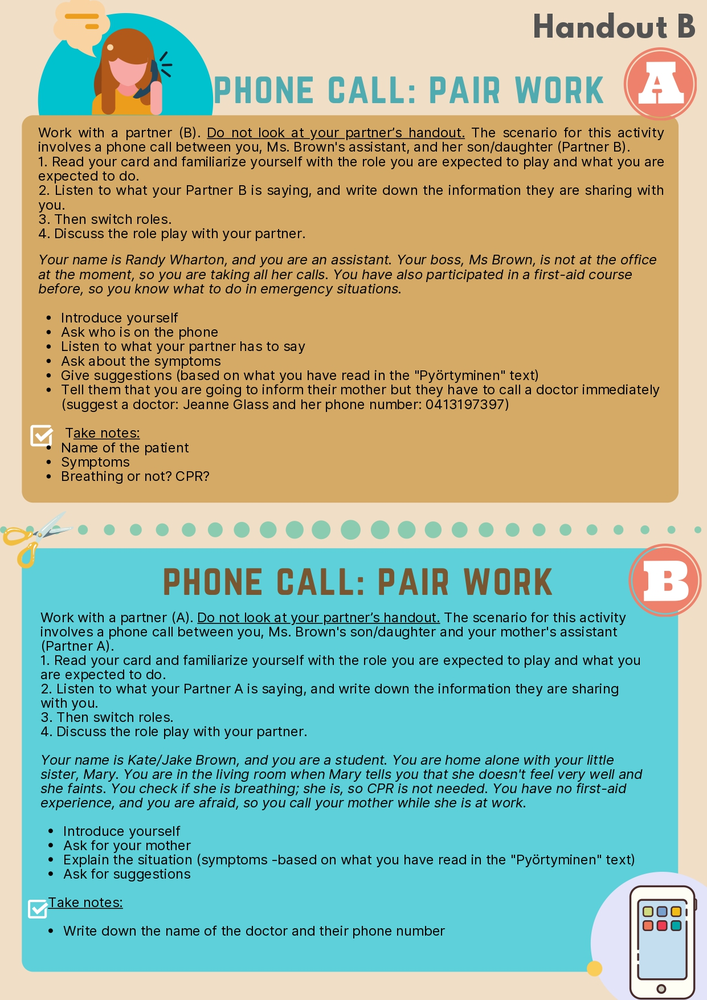 Handout B
PHONE CALL: PAIR WORK
A
Work with a partner (B). Do not look at your partner’s handout. The scenario for this activity
involves a phone call between you, Ms. Brown's assistant, and her son/daughter (Partner B).
1. Read your card and familiarize yourself with the role you are expected to play and what you are
expected to do.
2. Listen to what your Partner B is saying, and write down the information they are sharing with
you.
3. Then switch roles.
4. Discuss the role play with your partner.
Your name is Randy Wharton, and you are an assistant. Your boss, Ms Brown, is not at the office
at the moment, so you are taking all her calls. You have also participated in a first-aid course
before, so you know what to do in emergency situations.
• Introduce yourself
• Ask who is on the phone
• Listen to what your partner has to say
• Ask about the symptoms
• Give suggestions (based on what you have read in the "Pyörtyminen" text)
• Tell them that you are going to inform their mother but they have to call a doctor immediately
(suggest a doctor: Jeanne Glass and her phone number: 0413197397)
Take notes:
• Name of the patient
• Symptoms
• Breathing or not? CPR?
B
PHONE CALL: PAIR WORK
Work with a partner (A). Do not look at your partner’s handout. The scenario for this activity
involves a phone call between you, Ms. Brown's son/daughter and your mother's assistant
(Partner A).
1. Read your card and familiarize yourself with the role you are expected to play and what you
are expected to do.
2. Listen to what your Partner A is saying, and write down the information they are sharing
with you.
3. Then switch roles.
4. Discuss the role play with your partner.
Your name is Kate/Jake Brown, and you are a student. You are home alone with your little
sister, Mary. You are in the living room when Mary tells you that she doesn't feel very well and
she faints. You check if she is breathing; she is, so CPR is not needed. You have no first-aid
experience, and you are afraid, so you call your mother while she is at work.
• Introduce yourself
• Ask for your mother
• Explain the situation (symptoms -based on what you have read in the "Pyörtyminen" text)
• Ask for suggestions
Take notes:
• Write down the name of the doctor and their phone number